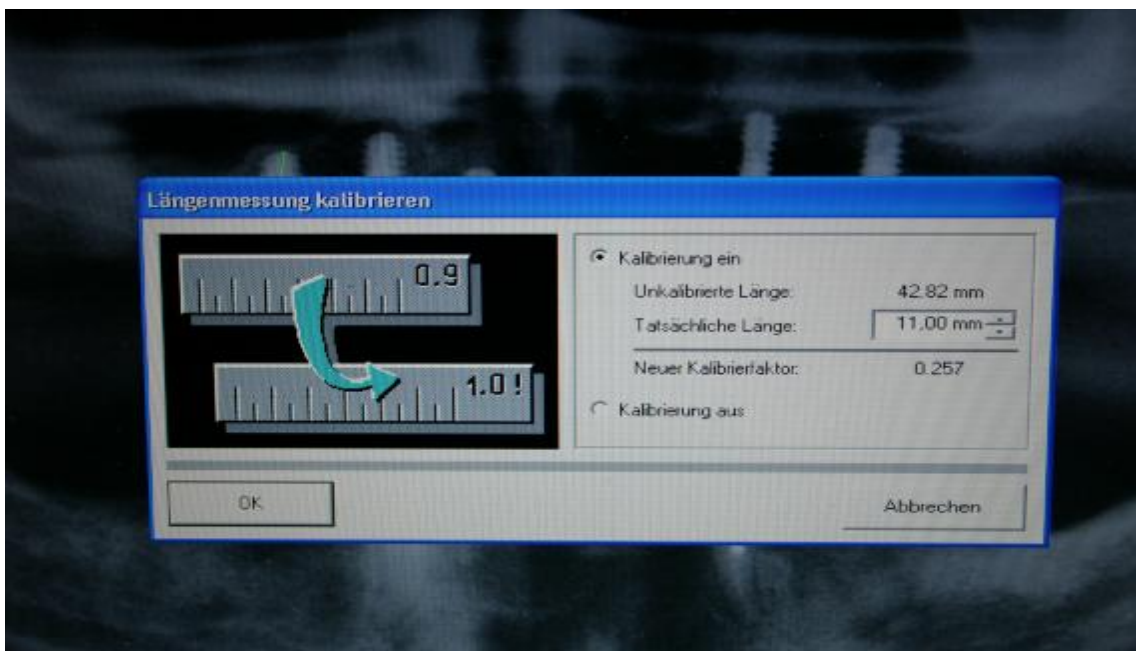 Längenmessung kalibrieren
0.9
1.0!
Kalibrierung ein
Unkalibrierte Länge: 42.82 mm
Tatsächliche Länge: 11,00 mm
Neuer Kalibrierfaktor: 0.257
Kalibrierung aus
OK
Abbrechen